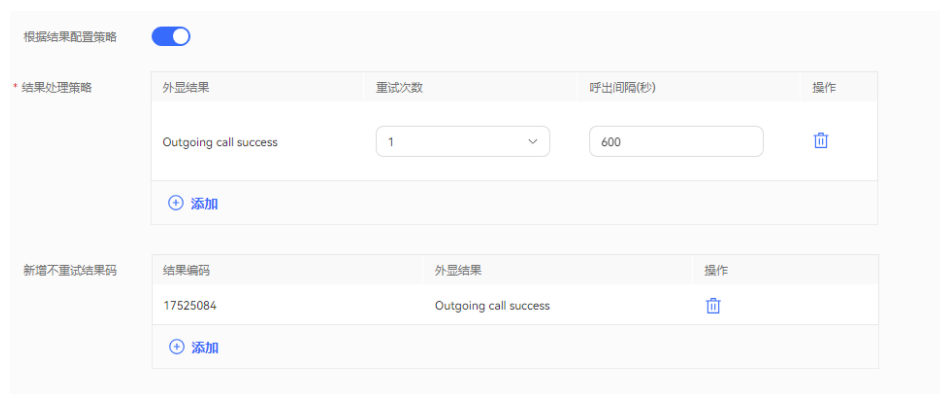 根据结果配置策略
* 结果处理策略
外显结果 重试次数 呼出间隔(秒) 操作
Outgoing call success 1 600
添加
新增不重试结果码
结果编码 外显结果 操作
17525084 Outgoing call success
添加